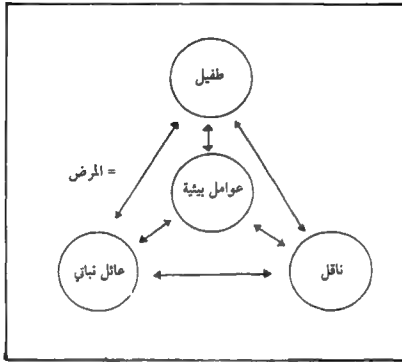 طفيل
= المرض
عوامل بيئية
عائل نباتي
ناقل